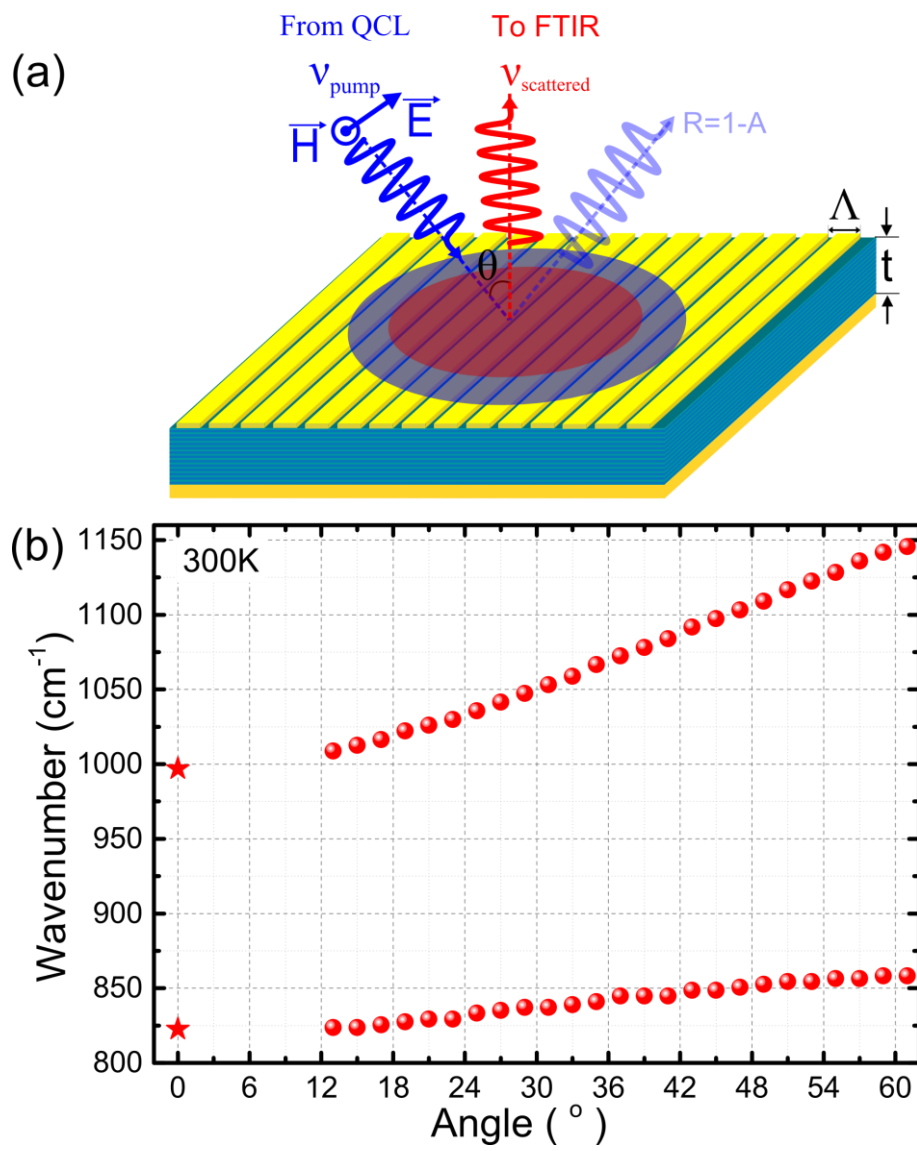 (a)
From QCL
To FTIR
νpump
νscattered
E
H
R=1-A
θ
Λ
t
(b)
300K
1150
1100
1050
1000
950
900
850
800
Wavenumber (cm⁻¹)
0 6 12 18 24 30 36 42 48 54 60
Angle ( ° )